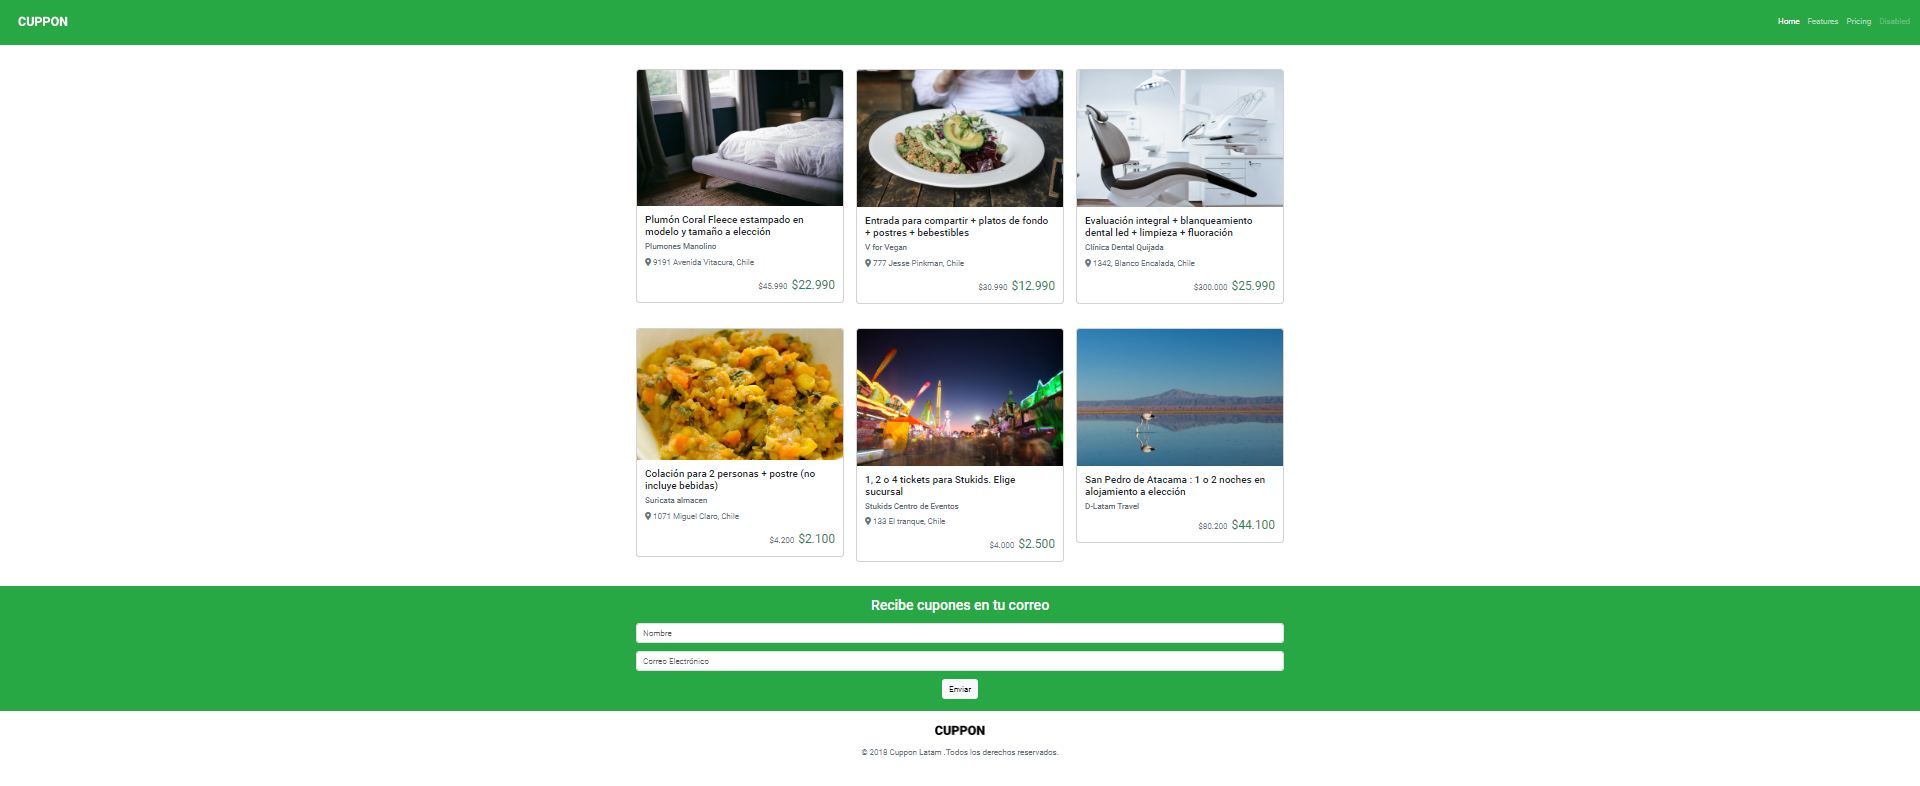 CUPPON
Home Features Pricing Disabled
Plumón Coral Fleece estampado en
modelo y tamaño a elección
Plumones Manolino
9191 Avenida Vitacura, Chile
$45.990 $22.990
Entrada para compartir + platos de fondo
+ postres + bebestibles
V for Vegan
777 Jesse Pinkman, Chile
$30.990 $12.990
Evaluación integral + blanqueamiento
dental led + limpieza + fluoración
Clínica Dental Quijada
1342, Blanco Encalada, Chile
$300.000 $25.990
Colación para 2 personas + postre (no
incluye bebidas)
Suricata almacen
1071 Miguel Claro, Chile
$4.200 $2.100
1, 2 o 4 tickets para Stukids. Elige
sucursal
Stukids Centro de Eventos
133 El tranque, Chile
$4.000 $2.500
San Pedro de Atacama : 1 o 2 noches en
alojamiento a elección
D-Latam Travel
$80.200 $44.100
Recibe cupones en tu correo
Nombre
Correo Electrónico
Enviar
CUPPON
© 2018 Cuppon Latam .Todos los derechos reservados.